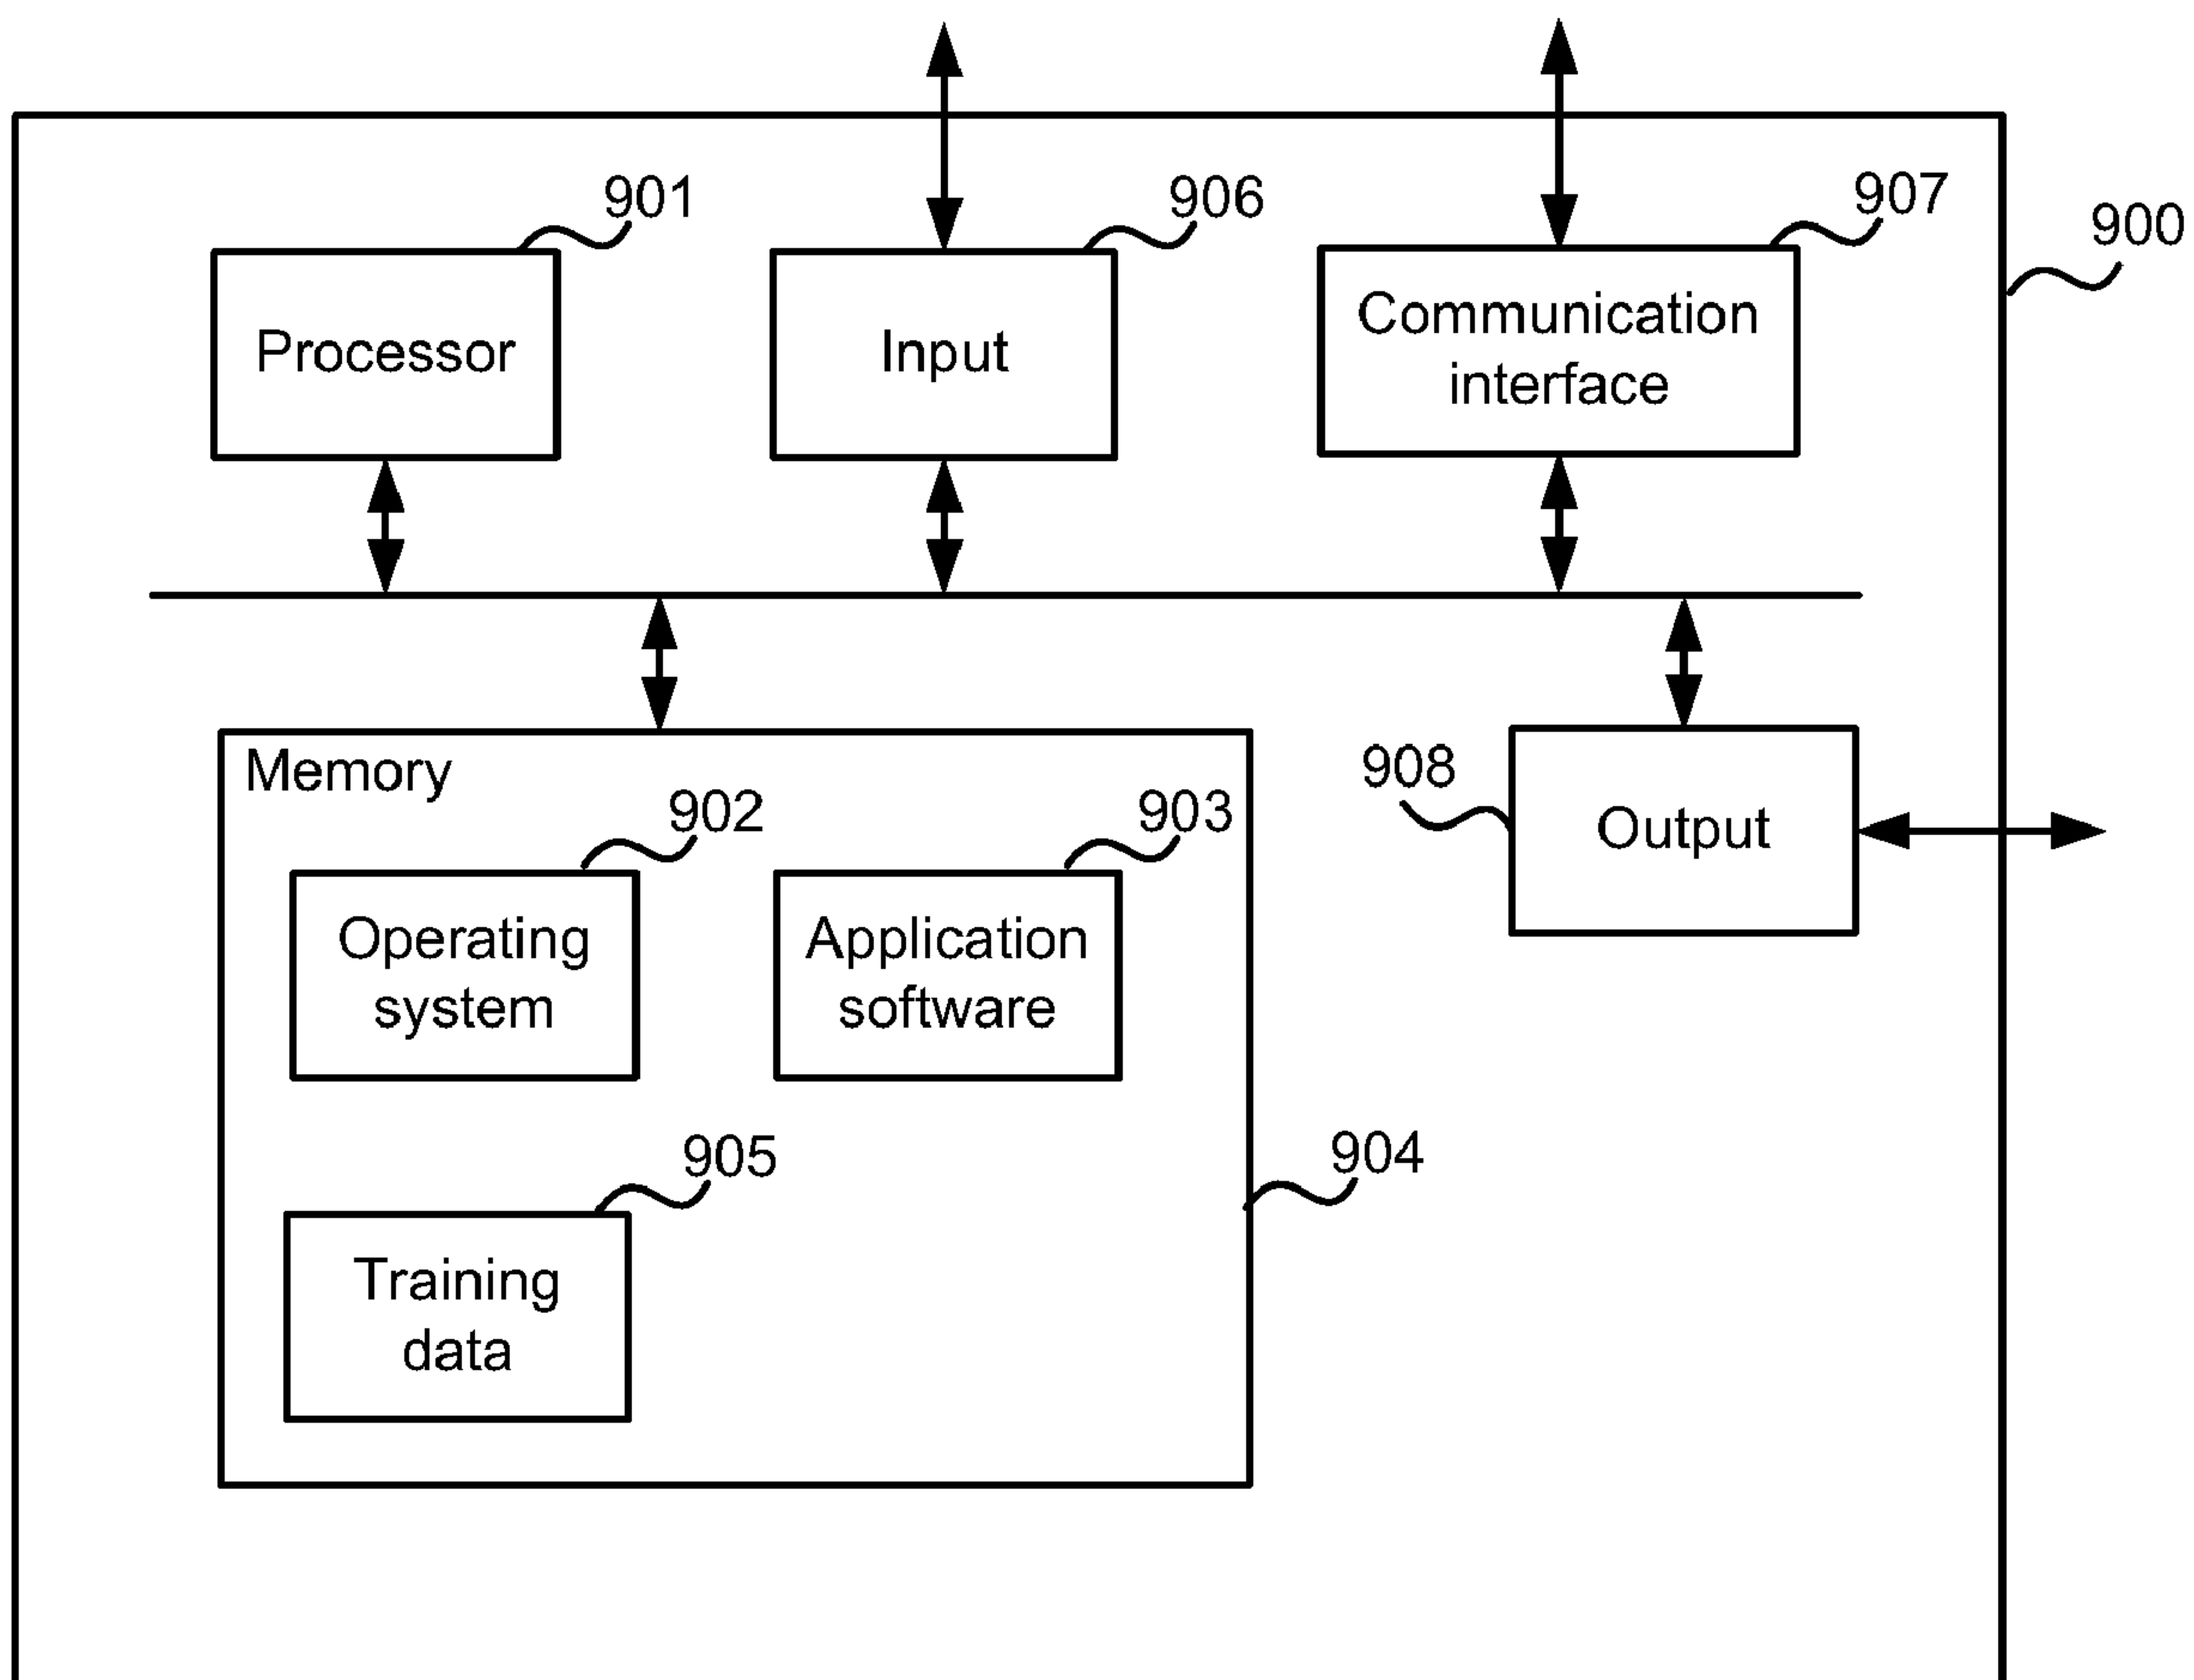 901
906
907
900
Processor
Input
Communication
interface
Memory
902
903
908
Output
Operating
system
Application
software
905
904
Training
data